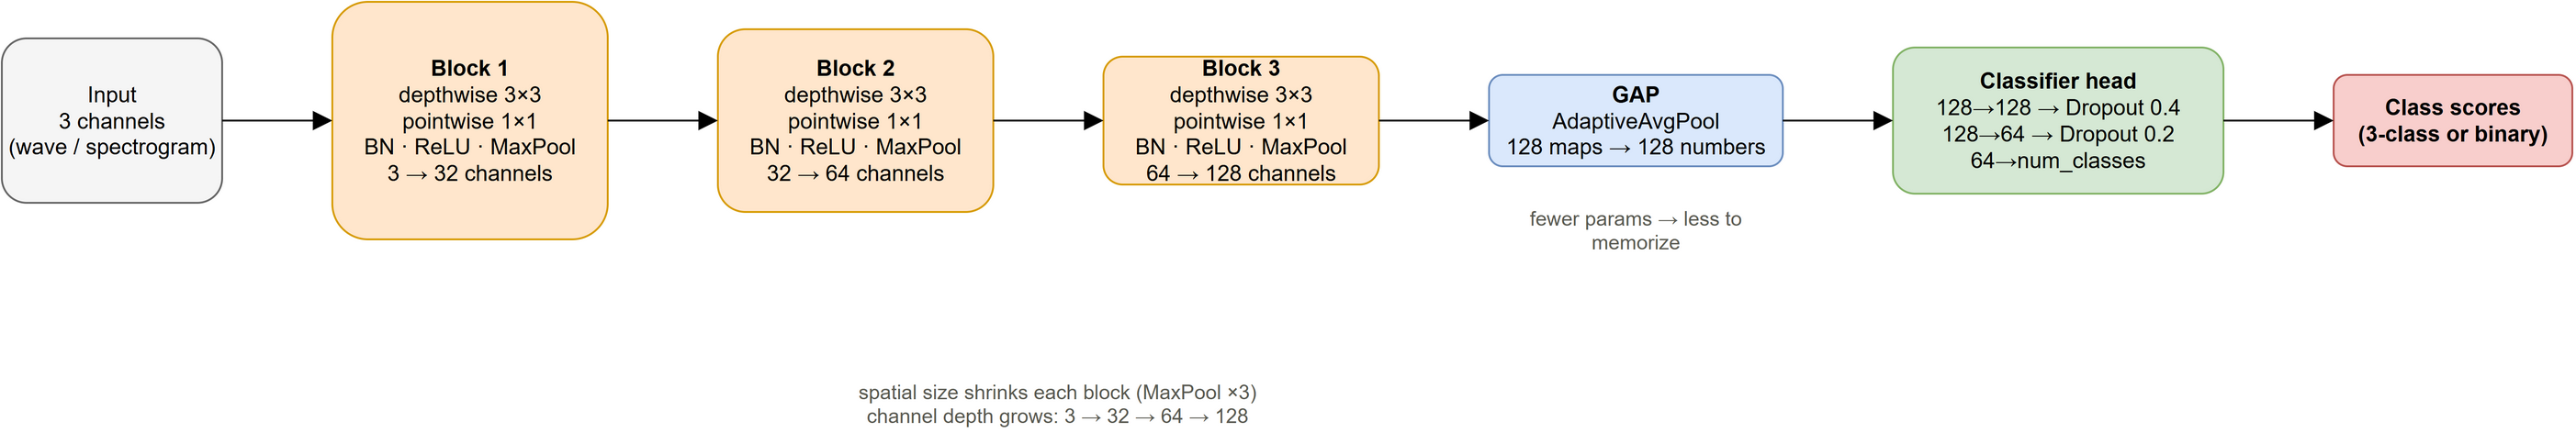 Input
3 channels
(wave / spectrogram)
Block 1
depthwise 3×3
pointwise 1×1
BN · ReLU · MaxPool
3 → 32 channels
Block 2
depthwise 3×3
pointwise 1×1
BN · ReLU · MaxPool
32 → 64 channels
Block 3
depthwise 3×3
pointwise 1×1
BN · ReLU · MaxPool
64 → 128 channels
GAP
AdaptiveAvgPool
128 maps → 128 numbers
fewer params → less to
memorize
Classifier head
128→128 → Dropout 0.4
128→64 → Dropout 0.2
64→num_classes
Class scores
(3-class or binary)
spatial size shrinks each block (MaxPool ×3)
channel depth grows: 3 → 32 → 64 → 128